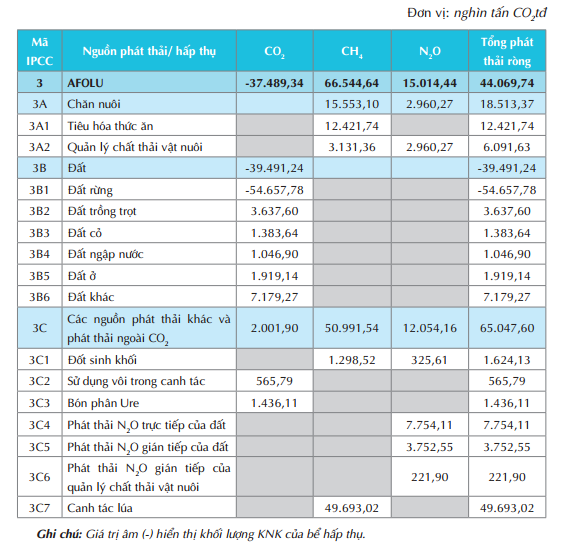 Đơn vị: nghìn tấn CO₂tđ
Mã IPCC | Nguồn phát thải/ hấp thụ | CO₂ | CH₄ | N₂O | Tổng phát thải ròng
3 | AFOLU | -37.489,34 | 66.544,64 | 15.014,44 | 44.069,74
3A | Chăn nuôi | | 15.553,10 | 2.960,27 | 18.513,37
3A1 | Tiêu hóa thức ăn | | 12.421,74 | | 12.421,74
3A2 | Quản lý chất thải vật nuôi | | 3.131,36 | 2.960,27 | 6.091,63
3B | Đất | -39.491,24 | | | -39.491,24
3B1 | Đất rừng | -54.657,78 | | | -54.657,78
3B2 | Đất trồng trọt | 3.637,60 | | | 3.637,60
3B3 | Đất cỏ | 1.383,64 | | | 1.383,64
3B4 | Đất ngập nước | 1.046,90 | | | 1.046,90
3B5 | Đất ở | 1.919,14 | | | 1.919,14
3B6 | Đất khác | 7.179,27 | | | 7.179,27
3C | Các nguồn phát thải khác và phát thải ngoài CO₂ | 2.001,90 | 50.991,54 | 12.054,16 | 65.047,60
3C1 | Đốt sinh khối | | 1.298,52 | 325,61 | 1.624,13
3C2 | Sử dụng vôi trong canh tác | 565,79 | | | 565,79
3C3 | Bón phân Ure | 1.436,11 | | | 1.436,11
3C4 | Phát thải N₂O trực tiếp của đất | | | 7.754,11 | 7.754,11
3C5 | Phát thải N₂O gián tiếp của đất | | | 3.752,55 | 3.752,55
3C6 | Phát thải N₂O gián tiếp của quản lý chất thải vật nuôi | | | 221,90 | 221,90
3C7 | Canh tác lúa | | 49.693,02 | | 49.693,02
Ghi chú: Giá trị âm (-) hiển thị khối lượng KNK của bể hấp thụ.